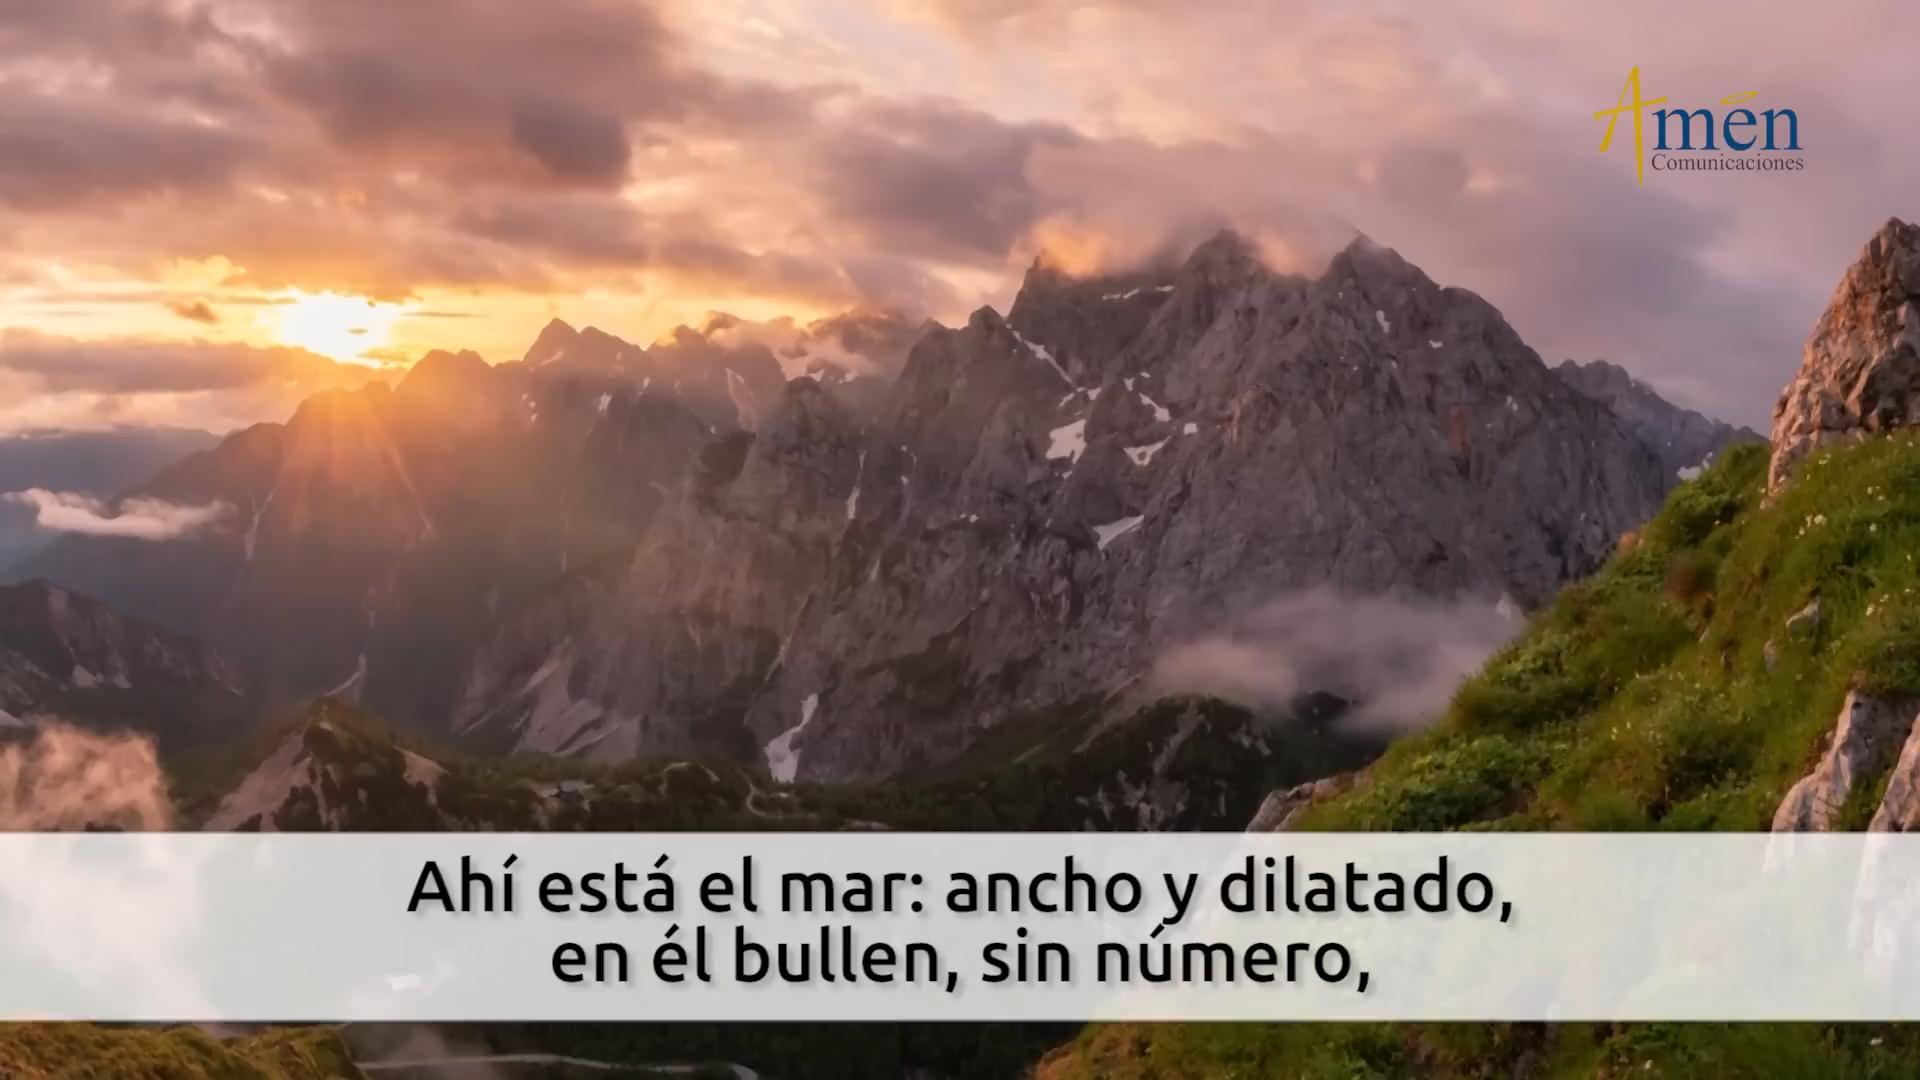 Amén
Comunicaciones
Ahí está el mar: ancho y dilatado,
en él bullen, sin número,